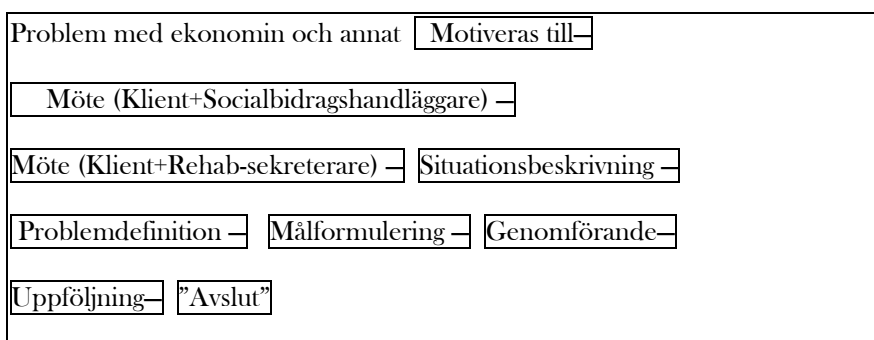 Problem med ekonomin och annat Motiveras till—
Möte (Klient+Socialbidragshandläggare) —
Möte (Klient+Rehab-sekreterare) — Situationsbeskrivning —
Problemdefinition — Målformulering — Genomförande—
Uppföljning— ”Avslut”